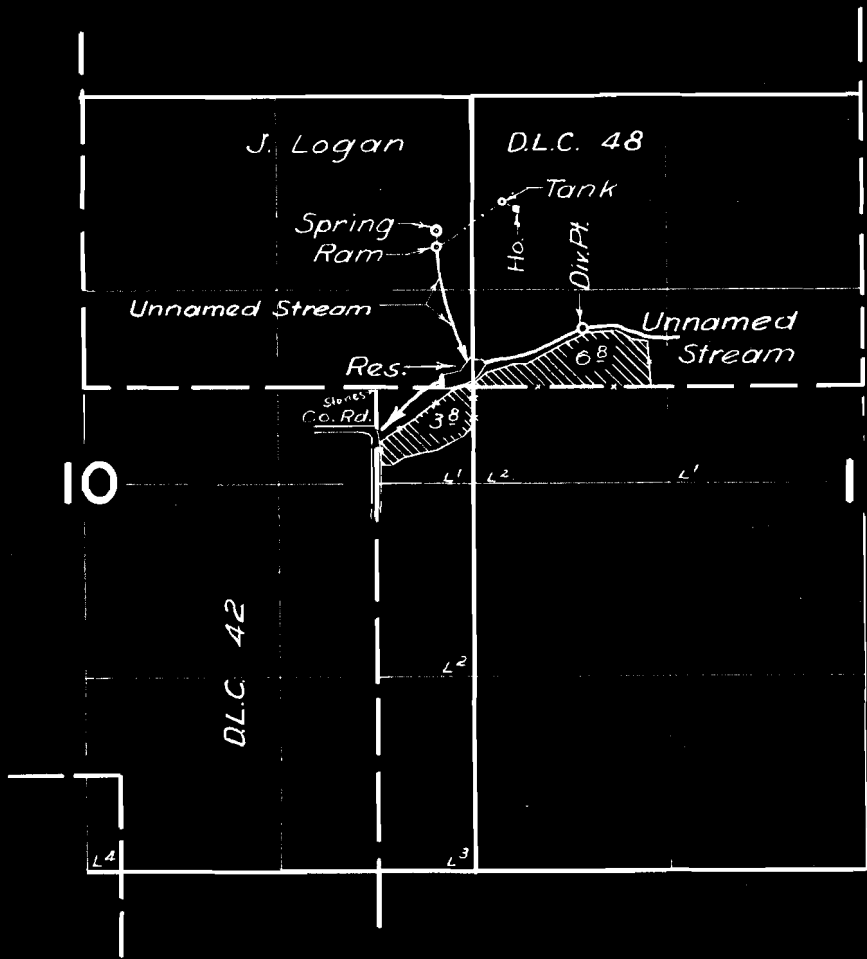 J. Logan D.L.C. 48
Tank
Spring
Ram
Ho.
Div. Pt.
Unnamed Stream
Unnamed
Stream
Res.
6 8
Stones
Co. Rd.
3 8
10
L1 L2 L1
1
D.L.C. 42
L2
L4
L3